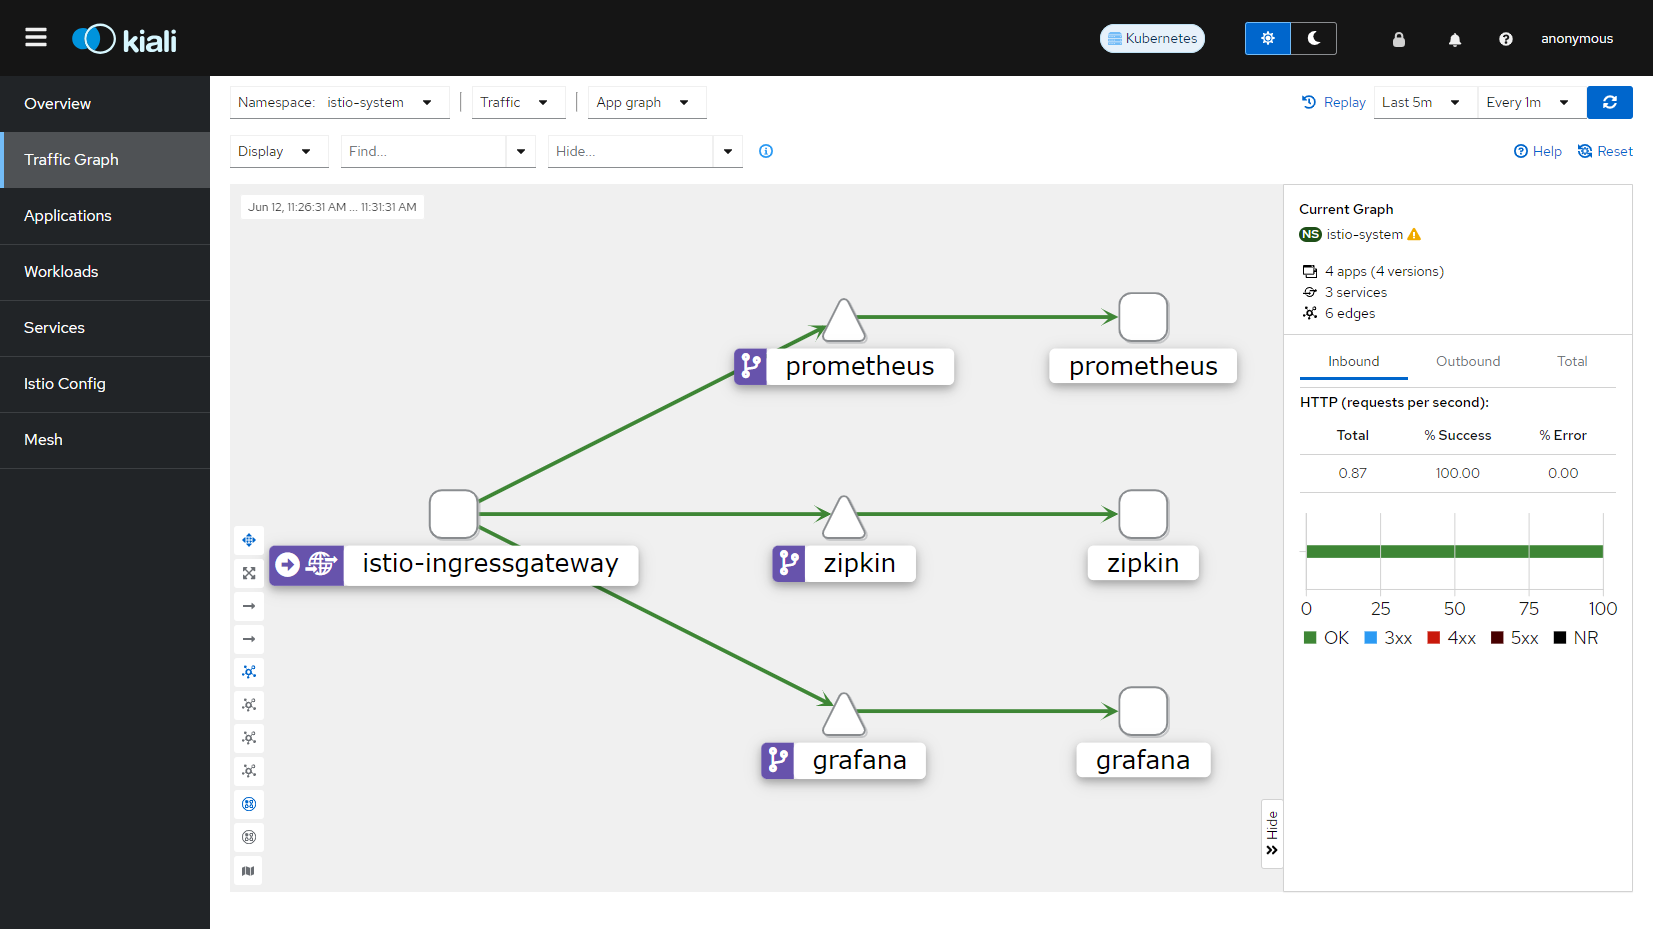 kiali
Kubernetes
anonymous
Overview
Traffic Graph
Applications
Workloads
Services
Istio Config
Mesh
Namespace: istio-system
Traffic
App graph
Replay
Last 5m
Every 1m
Display
Find...
Hide...
Help
Reset
Jun 12, 11:26:31 AM ... 11:31:31 AM
prometheus
prometheus
istio-ingressgateway
zipkin
zipkin
grafana
grafana
Hide
Current Graph
NS istio-system
4 apps (4 versions)
3 services
6 edges
Inbound Outbound Total
HTTP (requests per second):
Total % Success % Error
0.87 100.00 0.00
0 25 50 75 100
OK 3xx 4xx 5xx NR